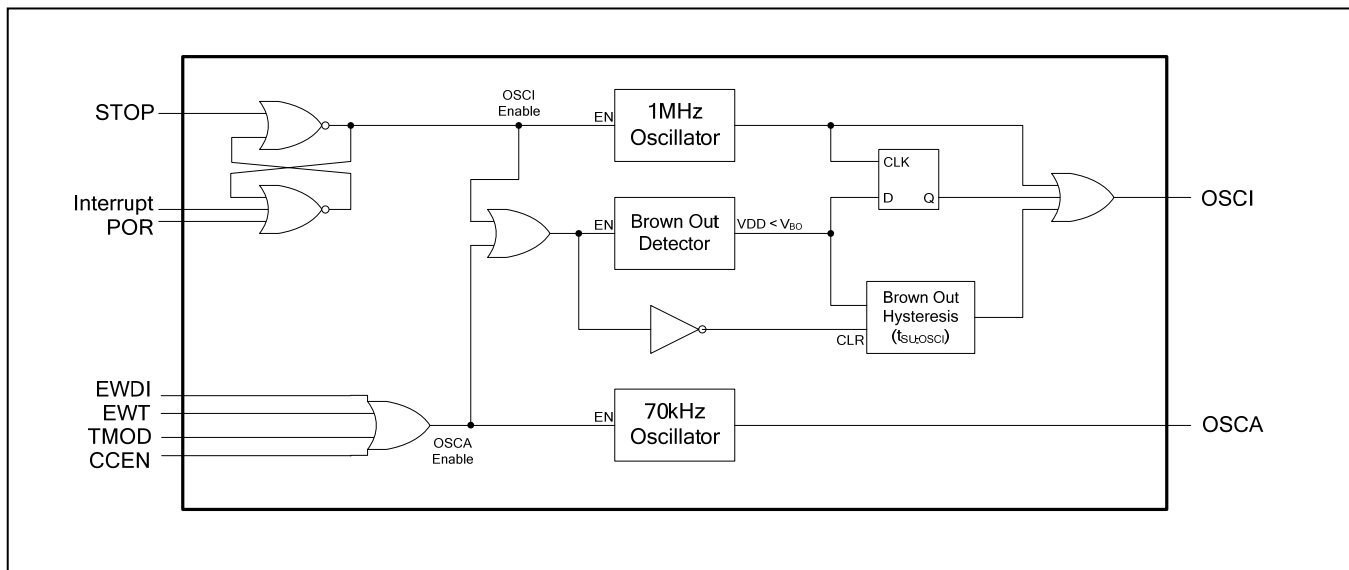 STOP
OSCI
Enable
EN
1MHz
Oscillator
CLK
D
Q
Interrupt
POR
EN
Brown Out
Detector
VDD < VBO
OSCI
Brown Out
Hysteresis
(tSU;OSCI)
CLR
EWDI
EWT
TMOD
CCEN
OSCA
Enable
EN
70kHz
Oscillator
OSCA